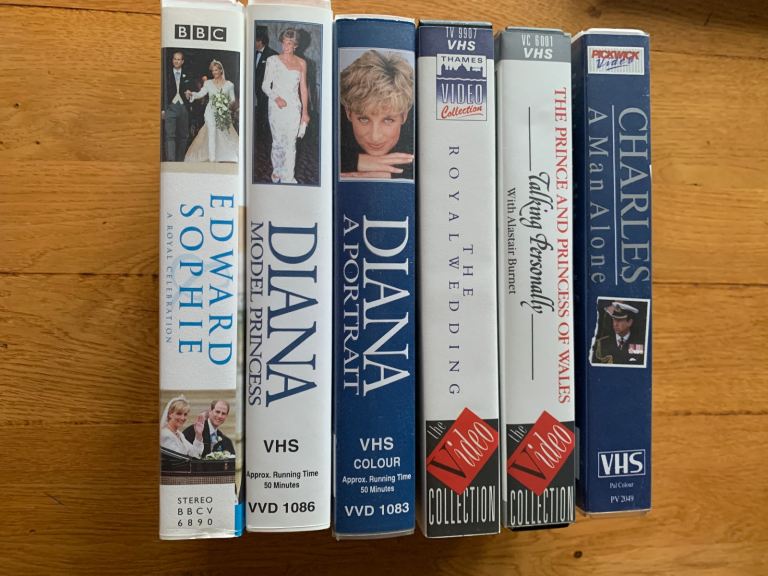 BBC
EDWARD
SOPHIE
A ROYAL CELEBRATION
STEREO
BBCV
6890
DIANA
MODEL PRINCESS
VHS
Approx. Running Time
50 Minutes
VVD 1086
DIANA
A PORTRAIT
VHS
COLOUR
Approx. Running Time
50 Minutes
VVD 1083
TV 9907
VHS
THAMES
VIDEO
Collection
THE
ROYAL WEDDING
the
Video
COLLECTION
VC 6001
VHS
THE PRINCE AND PRINCESS OF WALES
Talking Personally
With Alastair Burnet
the
Video
COLLECTION
PICKWICK
Video
CHARLES
A Man Alone
VHS
Pal Colour
PV 2049